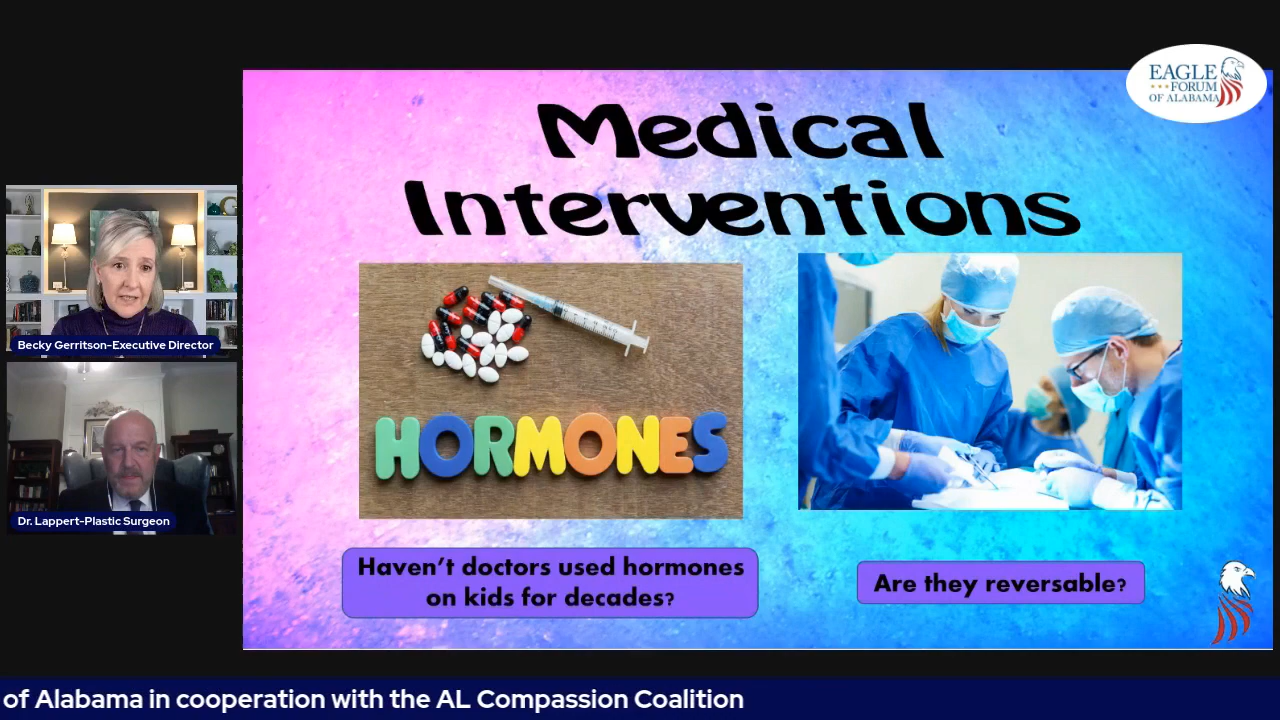 EAGLE
FORUM
OF ALABAMA
Medical
Interventions
HORMONES
Haven't doctors used hormones
on kids for decades?
Are they reversable?
Becky Gerritson-Executive Director
Dr. Lappert-Plastic Surgeon
of Alabama in cooperation with the AL Compassion Coalition